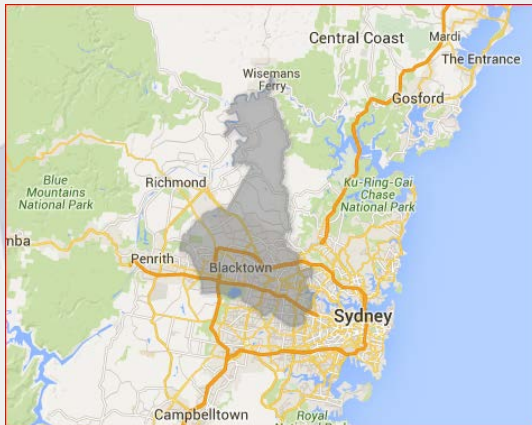 Central Coast
Mardi
The Entrance
Wisemans
Ferry
Gosford
Blue
Mountains
National Park
Richmond
Ku-Ring-Gai
Chase
National Park
mba
Penrith
Blacktown
Sydney
Campbelltown
Royal
National